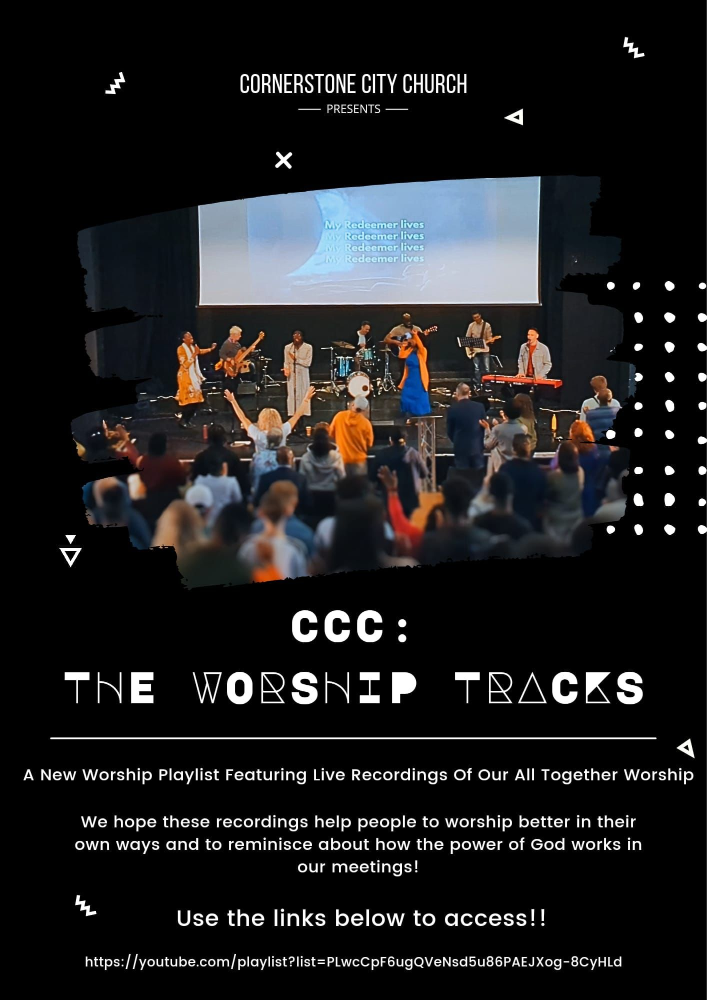 CORNERSTONE CITY CHURCH
PRESENTS
My Redeemer lives
My Redeemer lives
My Redeemer lives
My Redeemer lives
CCC:
THE WORSHIP TRACKS
A New Worship Playlist Featuring Live Recordings Of Our All Together Worship
We hope these recordings help people to worship better in their
own ways and to reminisce about how the power of God works in
our meetings!
Use the links below to access!!
https://youtube.com/playlist?list=PLwcCpF6ugQVeNsd5u86PAEJXog-8CyHLd